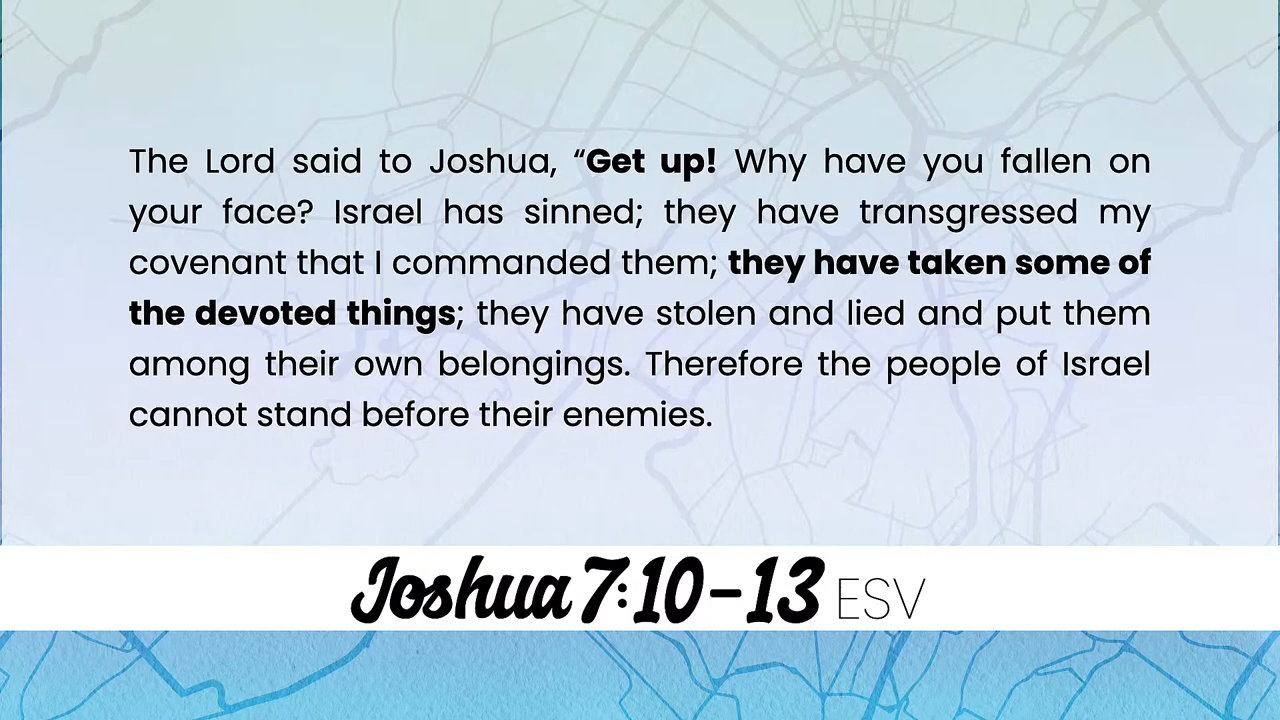 The Lord said to Joshua, “Get up! Why have you fallen on
your face? Israel has sinned; they have transgressed my
covenant that I commanded them; they have taken some of
the devoted things; they have stolen and lied and put them
among their own belongings. Therefore the people of Israel
cannot stand before their enemies.
Joshua 7:10-13 ESV